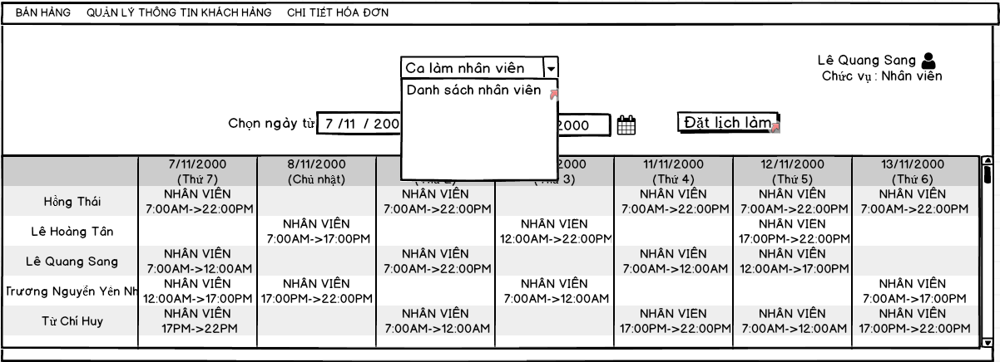 BÁN HÀNG QUẢN LÝ THÔNG TIN KHÁCH HÀNG CHI TIẾT HÓA ĐƠN
Lê Quang Sang
Chức vụ : Nhân viên
Ca làm nhân viên
Danh sách nhân viên
Chọn ngày từ 7 /11 / 200 2000 Đặt lịch làm
7/11/2000 8/11/2000 2000 11/11/2000 12/11/2000 13/11/2000
(Thứ 7) (Chủ nhật) (Thứ 2) (Thứ 3) (Thứ 4) (Thứ 5) (Thứ 6)
Hồng Thái
NHÂN VIÊN NHÂN VIÊN NHÂN VIÊN NHÂN VIÊN NHÂN VIÊN
7:00AM->22:00PM 7:00AM->22:00PM 7:00AM->22:00PM 7:00AM->22:00PM 7:00AM->22:00PM
Lê Hoàng Tân
NHÂN VIÊN NHÂN VIÊN NHÂN VIÊN
7:00AM->17:00PM 12:00AM->22:00PM 17:00PM->22:00PM
Lê Quang Sang
NHÂN VIÊN NHÂN VIÊN NHÂN VIÊN NHÂN VIÊN
7:00AM->12:00AM 7:00AM->22:00PM 7:00AM->12:00AM 12:00AM->17:00PM
Trương Nguyễn Yên Nh
NHÂN VIÊN NHÂN VIÊN NHÂN VIÊN NHÂN VIÊN
12:00AM->17:00PM 17:00PM->22:00PM 7:00AM->12:00AM 7:00AM->17:00PM
Từ Chí Huy
NHÂN VIÊN NHÂN VIÊN NHÂN VIÊN NHÂN VIÊN NHÂN VIÊN
17PM->22PM 7:00AM->12:00AM 17:00PM->22:00PM 7:00AM->12:00AM 17:00PM->22:00PM